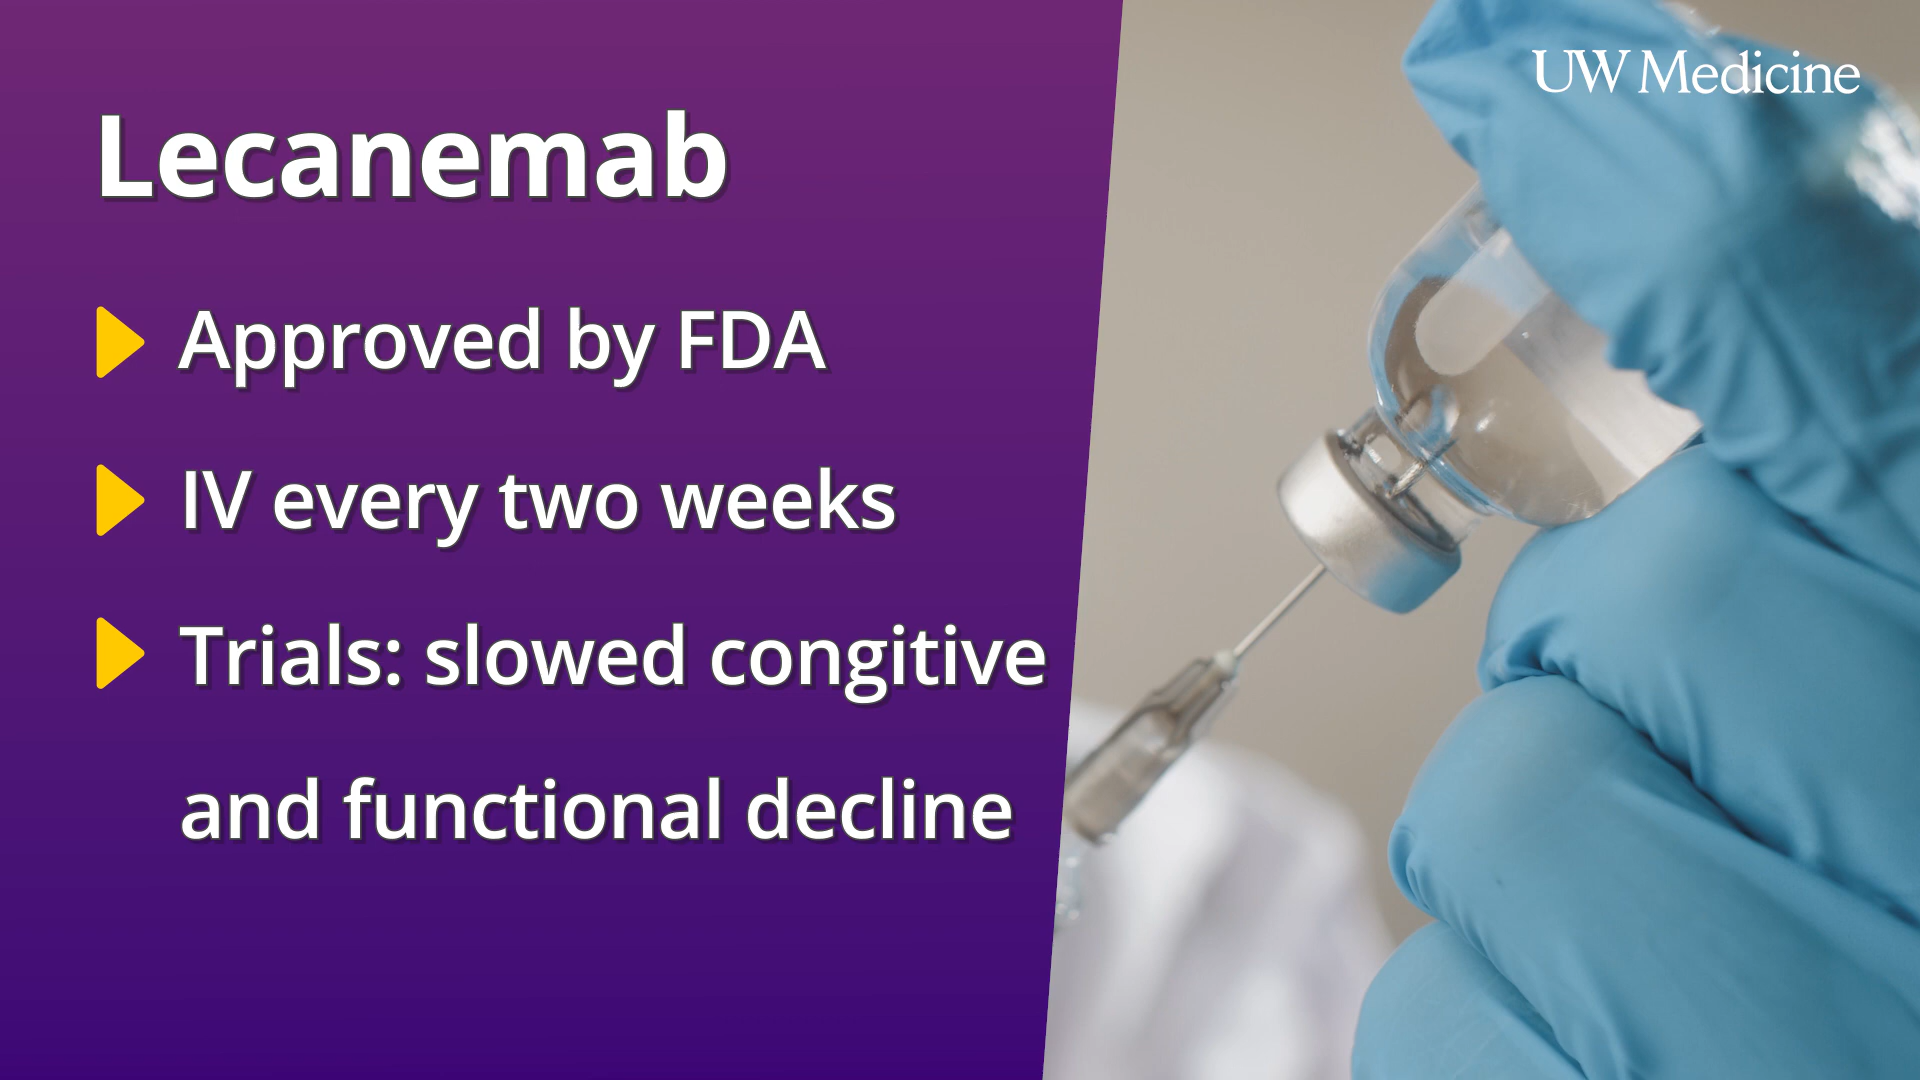 UW Medicine
Lecanemab
Approved by FDA
IV every two weeks
Trials: slowed congitive
and functional decline